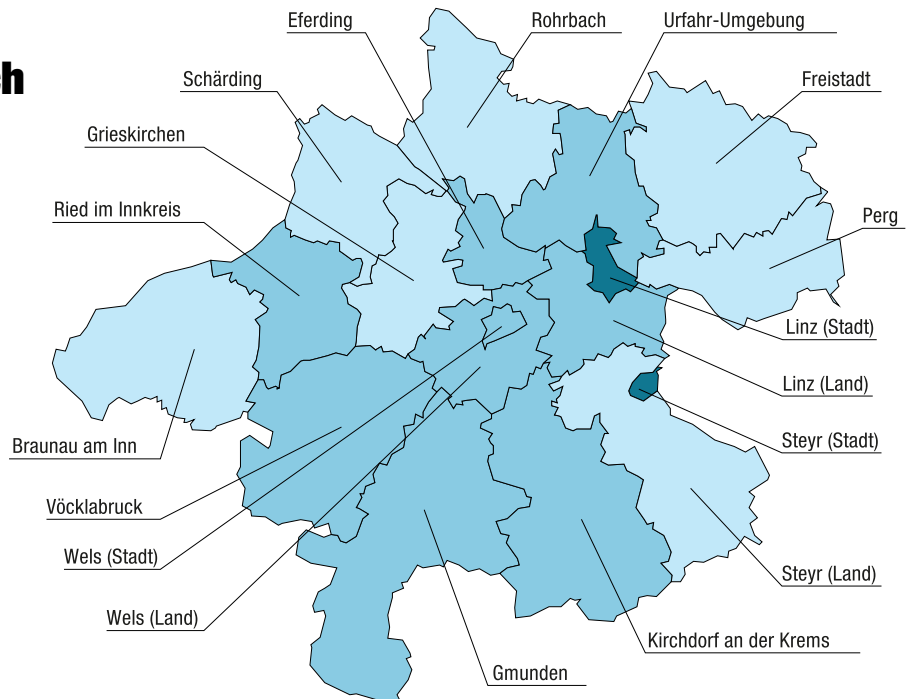 ch
Eferding
Rohrbach
Urfahr-Umgebung
Schärding
Freistadt
Grieskirchen
Ried im Innkreis
Perg
Linz (Stadt)
Linz (Land)
Steyr (Stadt)
Braunau am Inn
Vöcklabruck
Wels (Stadt)
Steyr (Land)
Wels (Land)
Kirchdorf an der Krems
Gmunden